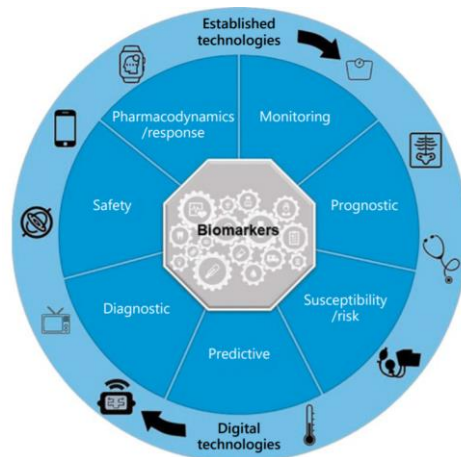 Established
technologies
Pharmacodynamics
/response
Monitoring
Safety
Biomarkers
Prognostic
Diagnostic
Susceptibility
/risk
Predictive
Digital
technologies